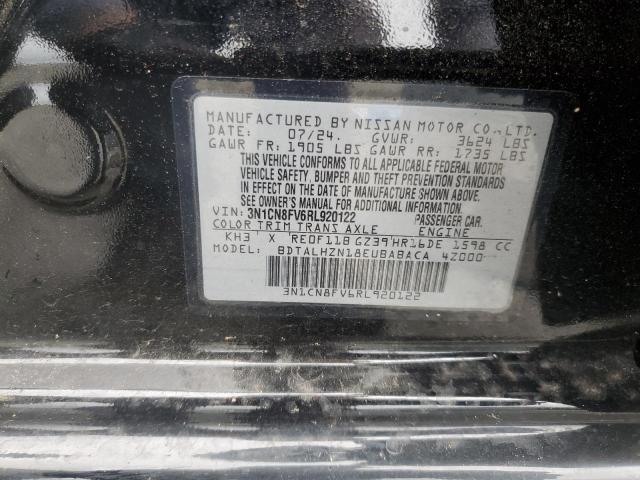 MANUFACTURED BY NISSAN MOTOR CO., LTD.
DATE: 07/24. GVWR: 3624 LBS
GAWR FR: 1905 LBS GAWR RR: 1735 LBS
THIS VEHICLE CONFORMS TO ALL APPLICABLE FEDERAL MOTOR
VEHICLE SAFETY, BUMPER AND THEFT PREVENTION STANDARDS
IN EFFECT ON THE DATE OF MANUFACTURE SHOWN ABOVE.
SEE OWNER'S MANUAL FOR ADDITIONAL INFO.
VIN: 3N1CN8FV6RL920122 PASSENGER CAR.
COLOR TRIM TRANS AXLE ENGINE
KH3 X RE0F11B GZ39 HR16DE 1598 CC
MODEL: BDTALHZN18EUBABACA 4Z000
3N1CN8FV6RL920122